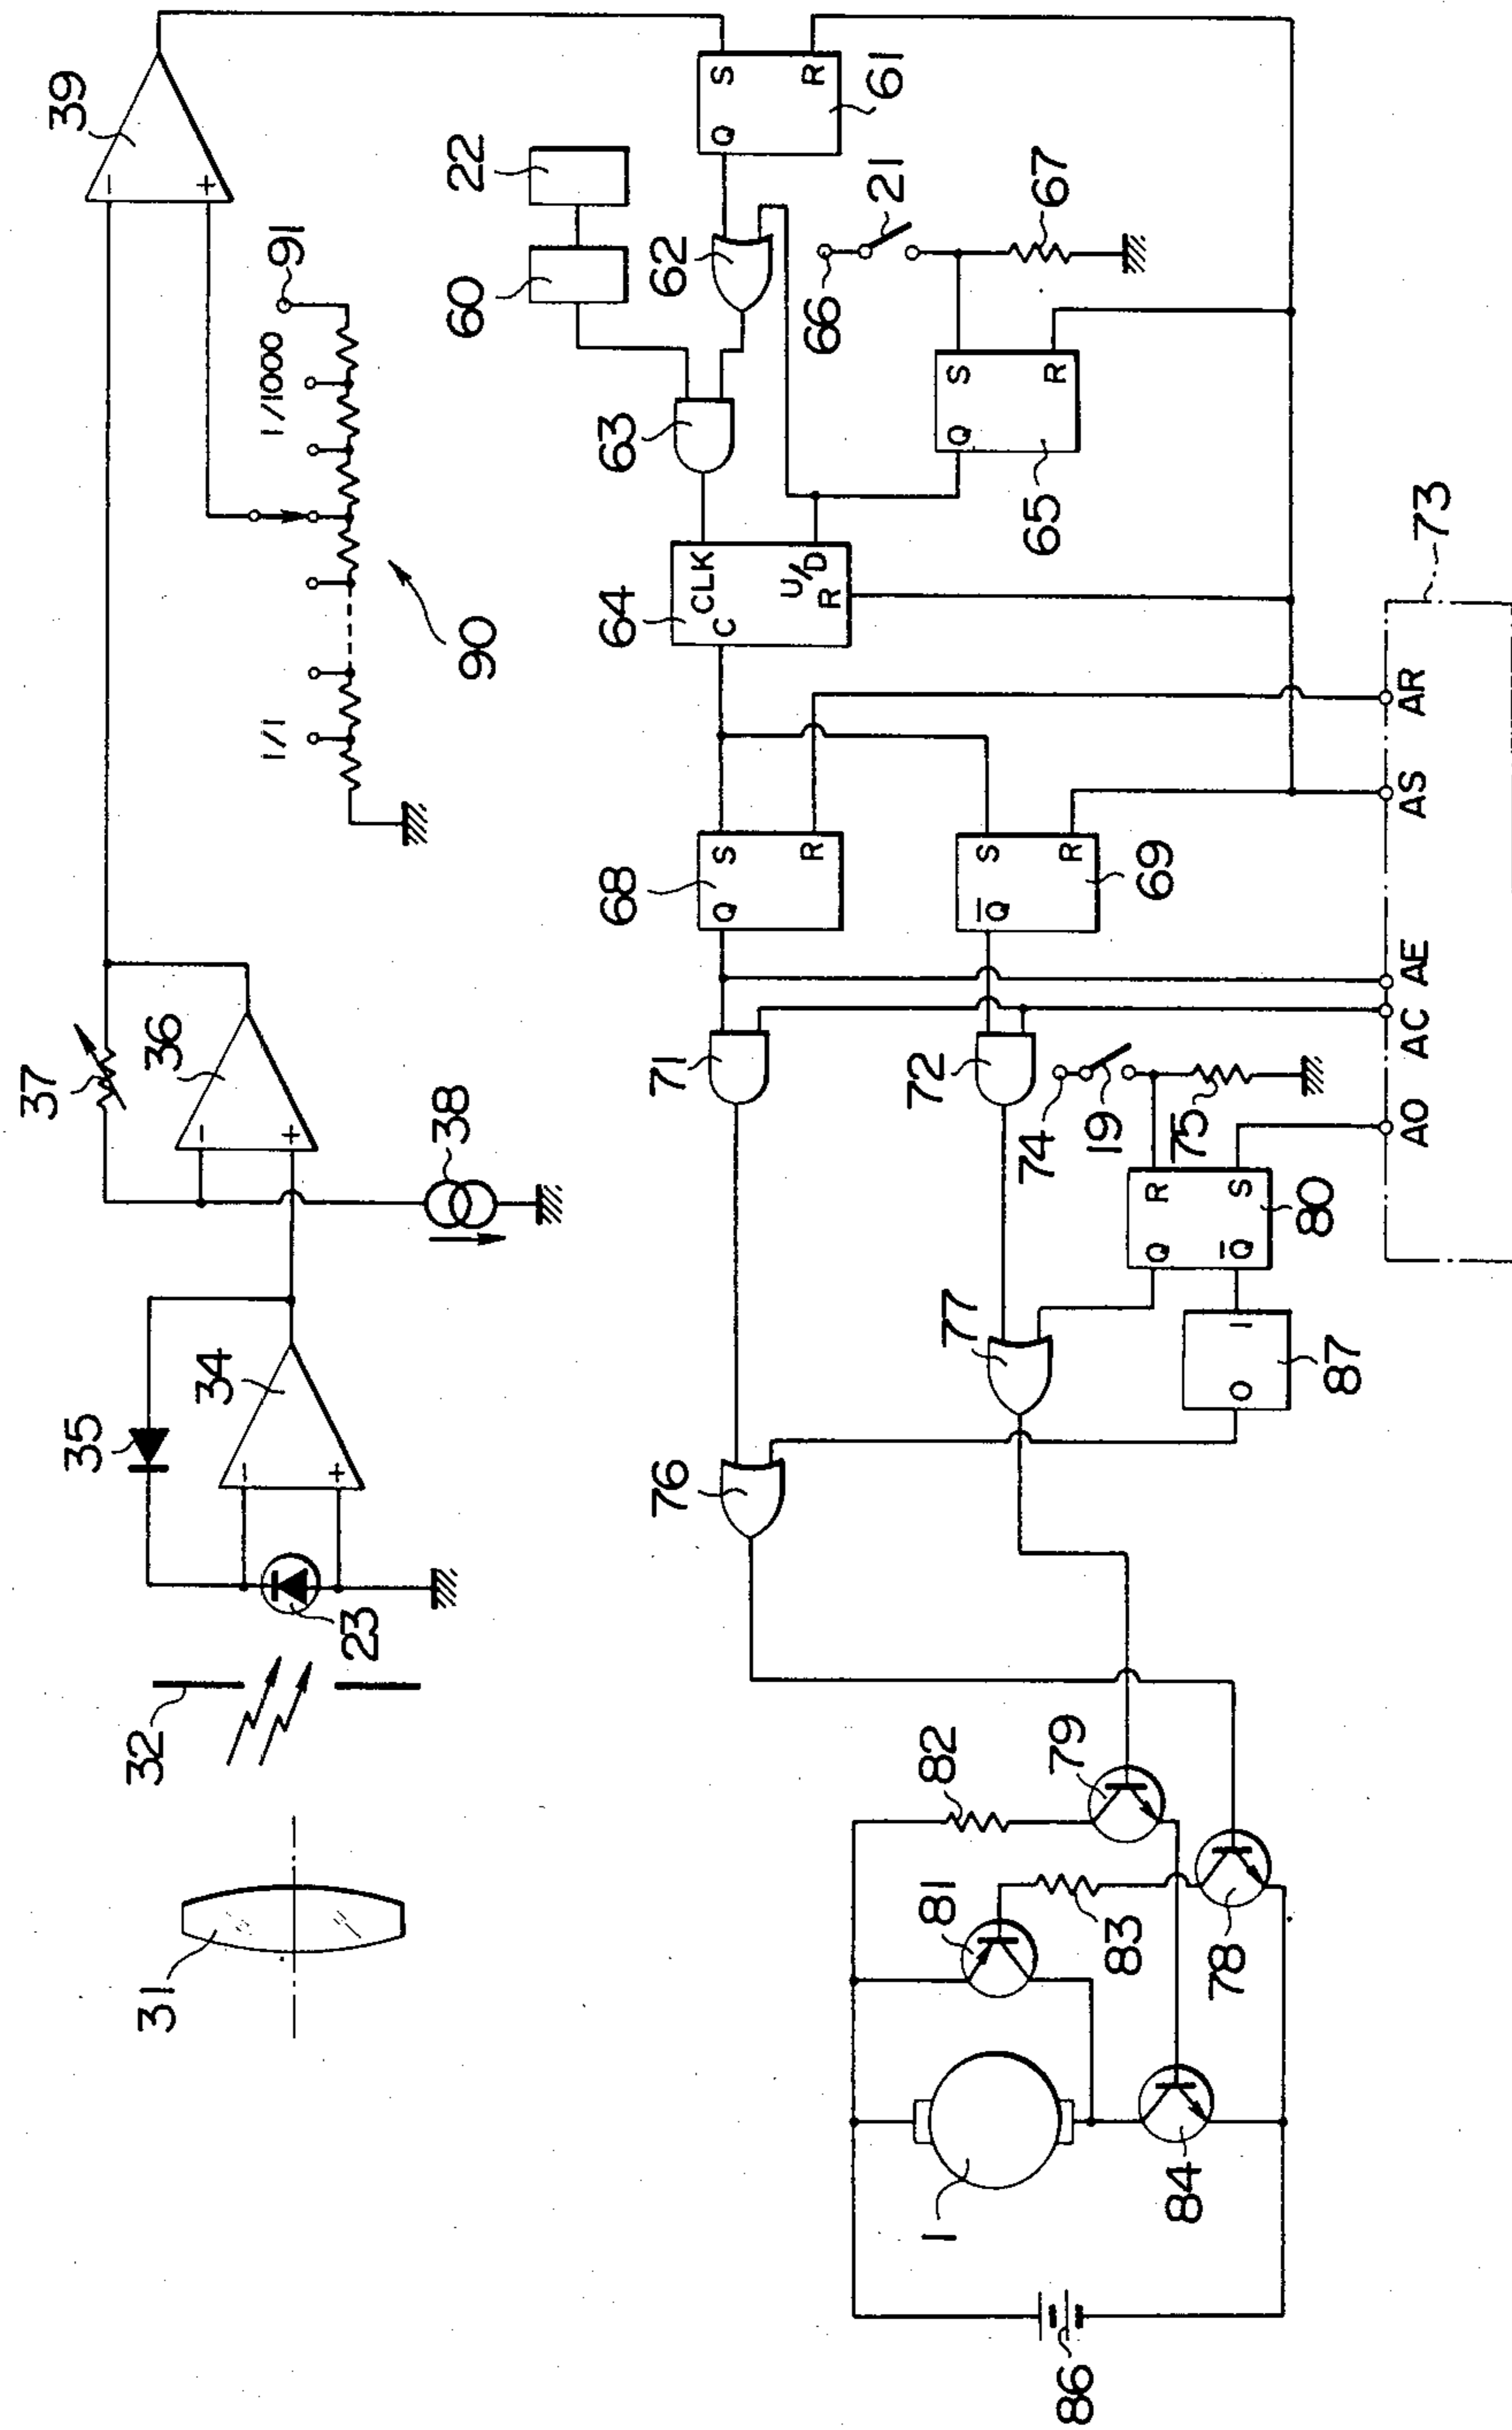 39
-
+
91
1/1000
1/1
90
37
36
-
+
38
35
34
-
+
23
32
31
22
60
62
63
S
R
Q
61
66
21
67
64
C
CLK
U/D
R
S
R
Q
65
73
68
S
R
Q
S
R
Q̅
69
AR
AS
AE
AC
AO
71
72
74
19
75
R
S
Q
Q̅
80
77
I
O
87
76
82
79
81
83
78
1
84
86